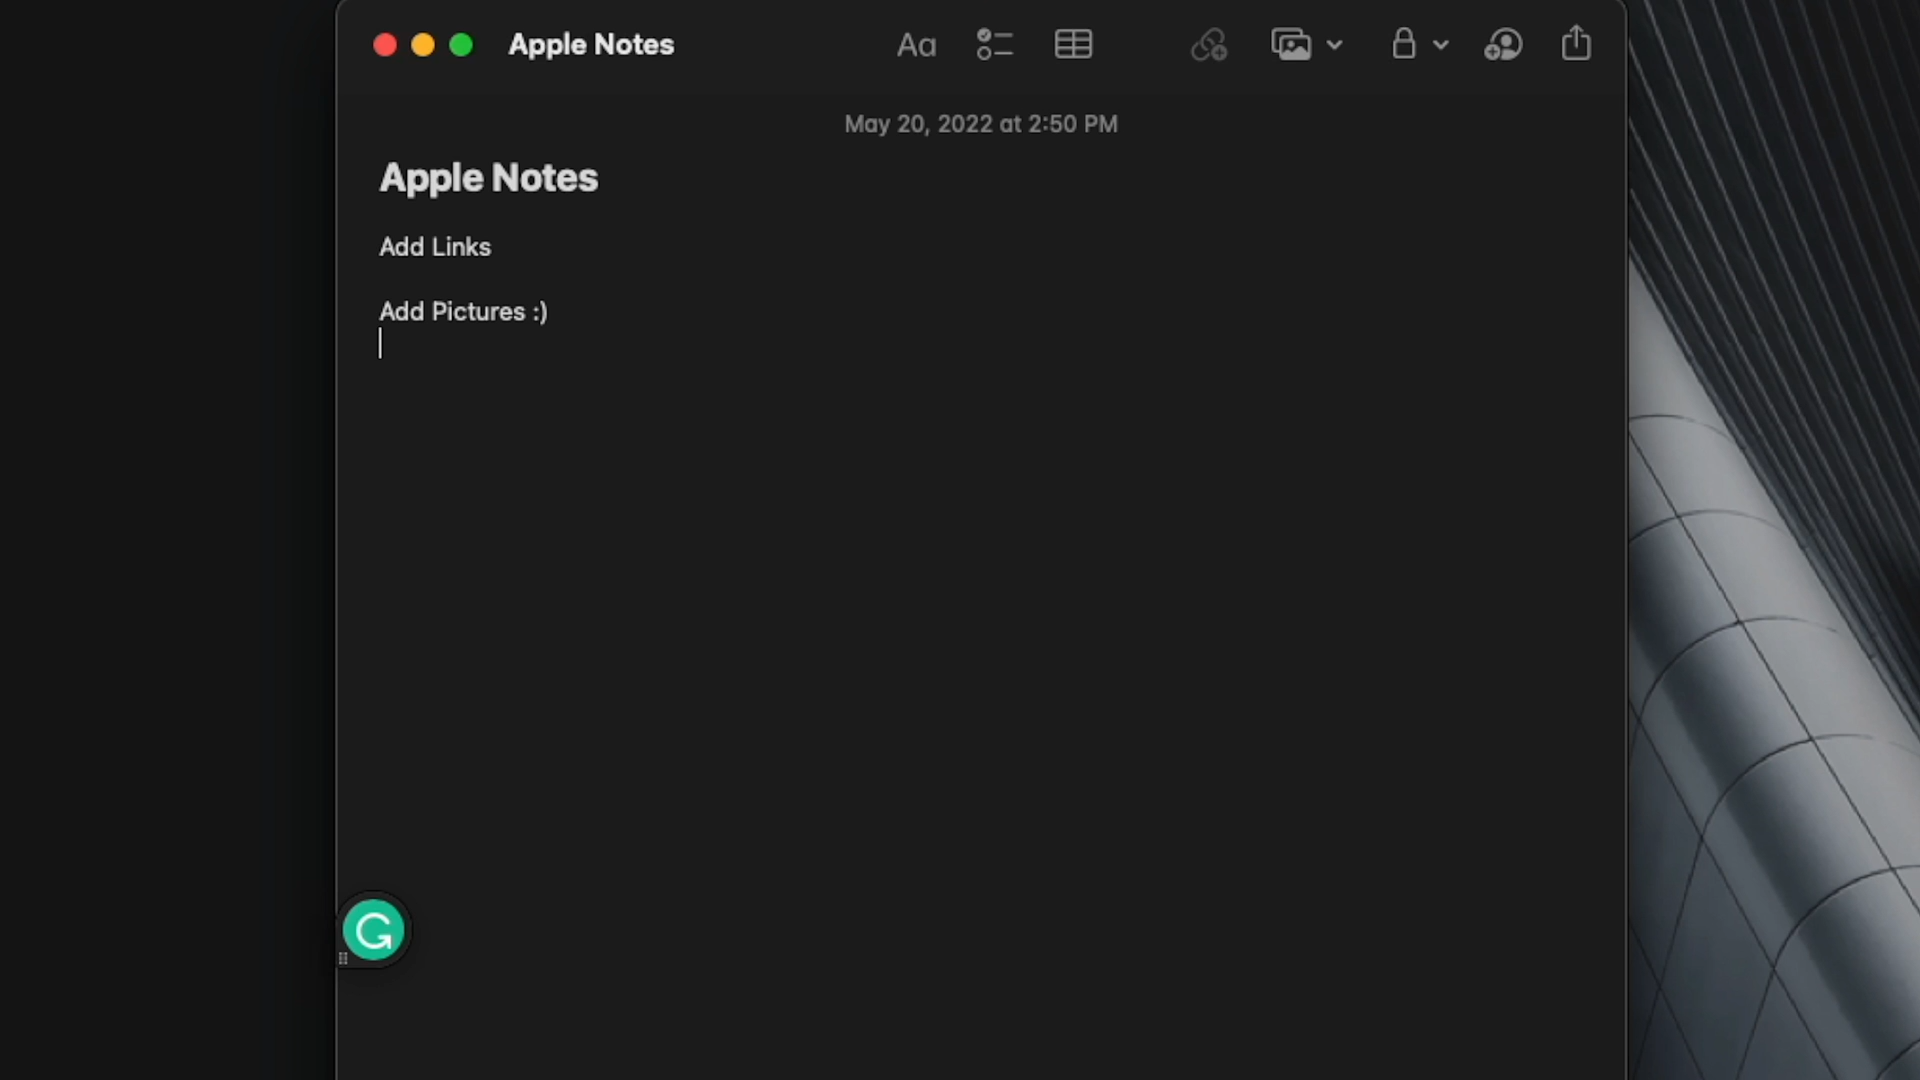 Apple Notes
Aa
May 20, 2022 at 2:50 PM
Apple Notes
Add Links
Add Pictures :)